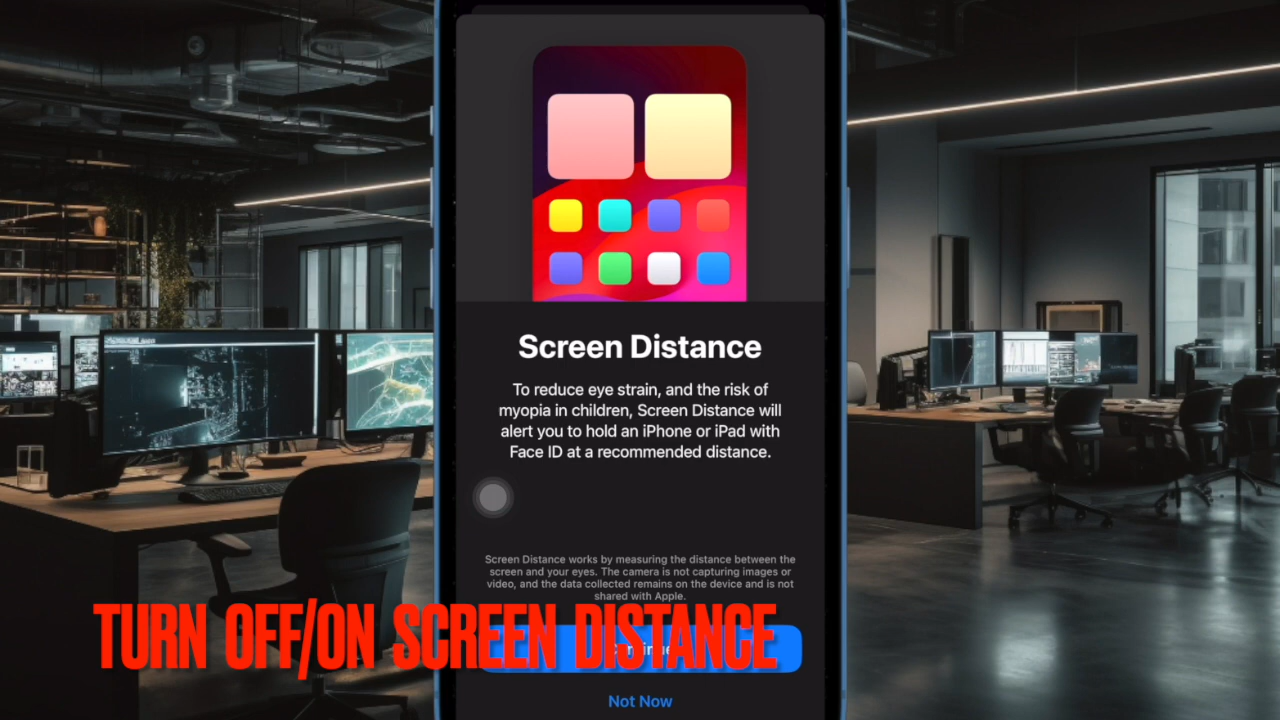 Screen Distance
To reduce eye strain, and the risk of
myopia in children, Screen Distance will
alert you to hold an iPhone or iPad with
Face ID at a recommended distance.
Screen Distance works by measuring the distance between the
screen and your eyes. The camera is not capturing images or
video, and the data collected remains on the device and is not
shared with Apple.
TURN OFF/ON SCREEN DISTANCE
Continue
Not Now